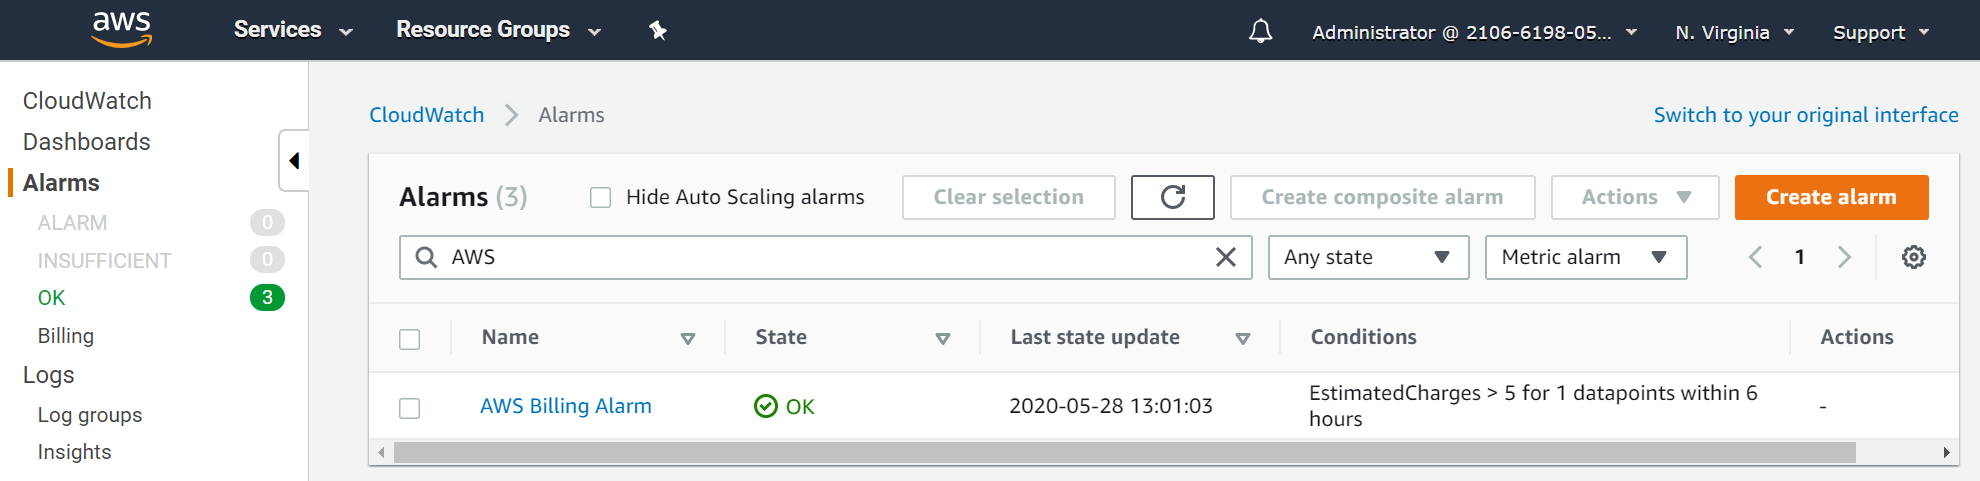 aws Services Resource Groups Administrator @ 2106-6198-05... N. Virginia Support
CloudWatch
Dashboards
Alarms
ALARM 0
INSUFFICIENT 0
OK 3
Billing
Logs
Log groups
Insights
CloudWatch Alarms Switch to your original interface
Alarms (3) Hide Auto Scaling alarms Clear selection Create composite alarm Actions Create alarm
AWS Any state Metric alarm 1
Name State Last state update Conditions Actions
AWS Billing Alarm OK 2020-05-28 13:01:03 EstimatedCharges > 5 for 1 datapoints within 6
hours -